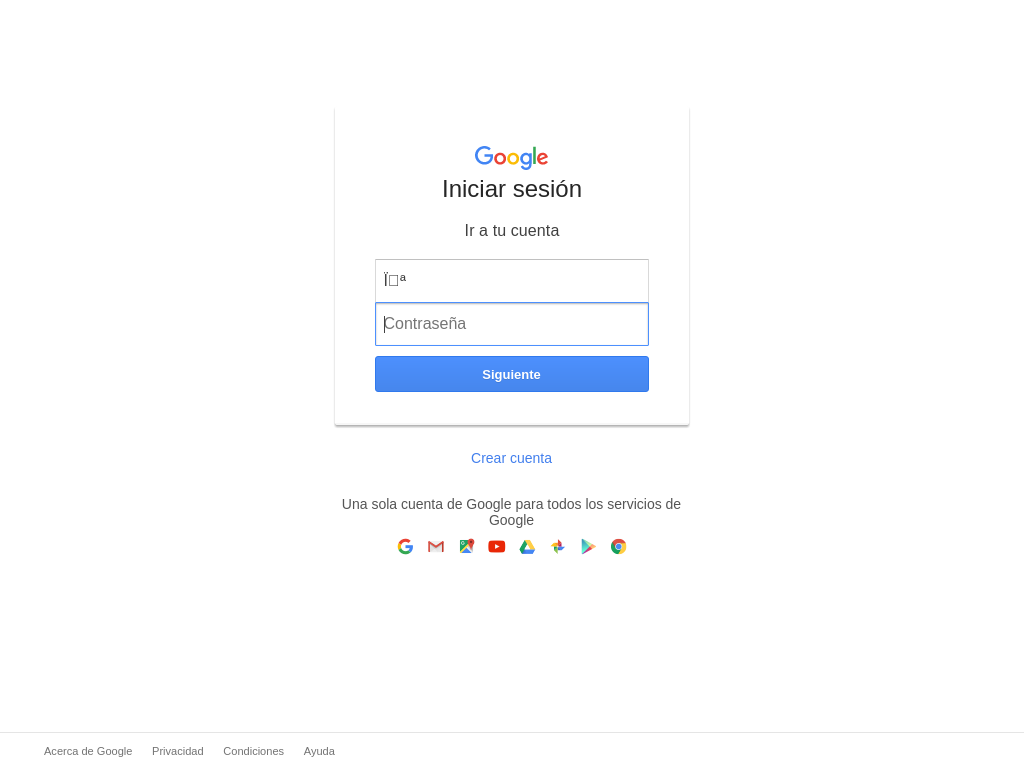 Google
Iniciar sesión
Ir a tu cuenta
Contraseña
Siguiente
Crear cuenta
Una sola cuenta de Google para todos los servicios de
Google
Acerca de Google Privacidad Condiciones Ayuda